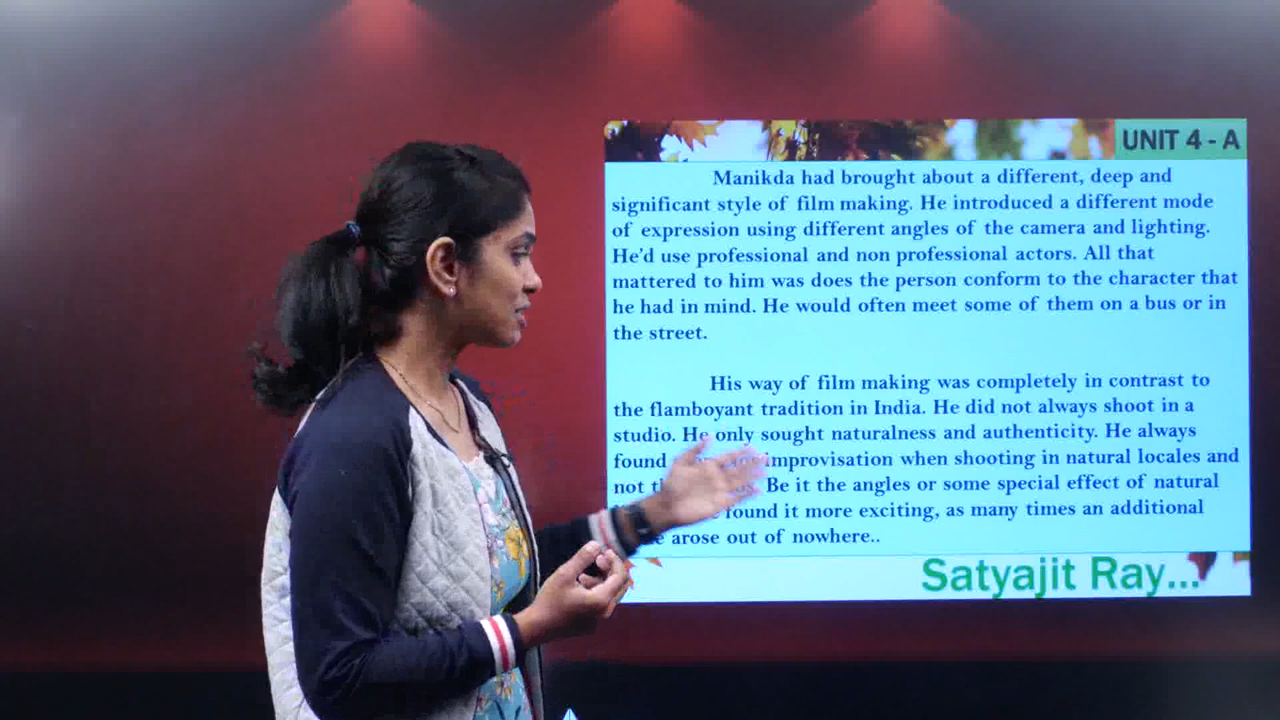 UNIT 4 - A
Manikda had brought about a different, deep and
significant style of film making. He introduced a different mode
of expression using different angles of the camera and lighting.
He'd use professional and non professional actors. All that
mattered to him was does the person conform to the character that
he had in mind. He would often meet some of them on a bus or in
the street.
His way of film making was completely in contrast to
the flamboyant tradition in India. He did not always shoot in a
studio. He only sought naturalness and authenticity. He always
found improvisation when shooting in natural locales and
not Be it the angles or some special effect of natural
found it more exciting, as many times an additional
arose out of nowhere..
Satyajit Ray...